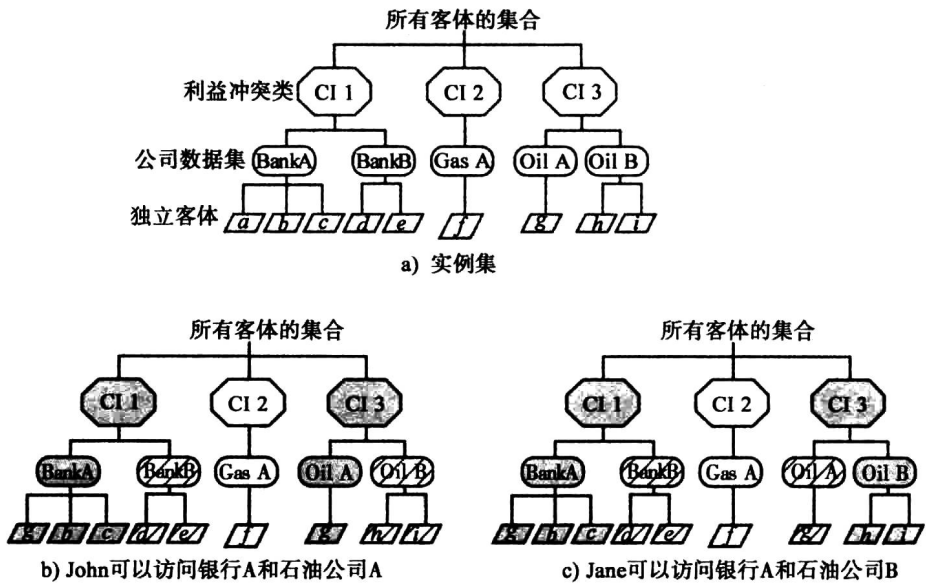 所有客体的集合
利益冲突类 CI 1 CI 2 CI 3
公司数据集 BankA BankB Gas A Oil A Oil B
独立客体 a b c d e f g h i
a) 实例集
所有客体的集合 所有客体的集合
CI 1 CI 2 CI 3 CI 1 CI 2 CI 3
BankA BankB Gas A Oil A Oil B BankA BankB Gas A Oil A Oil B
g b c d e f g h i g b c d e f g h i
b) John可以访问银行A和石油公司A c) Jane可以访问银行A和石油公司B